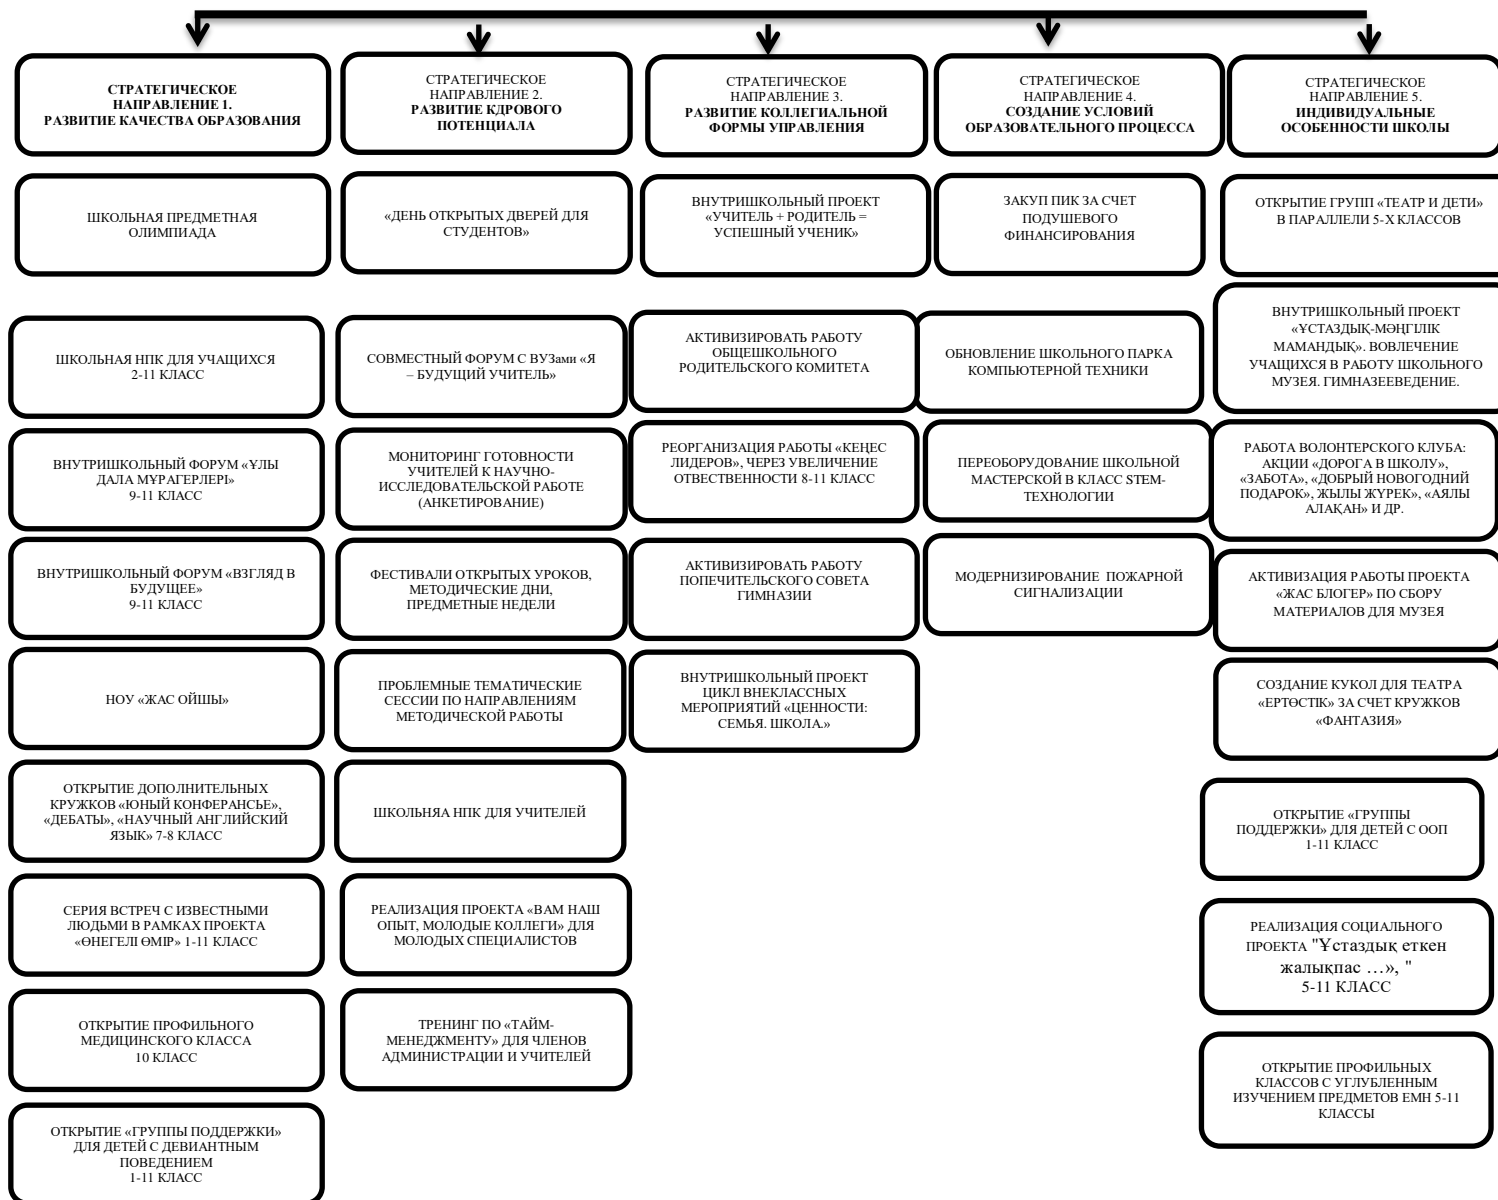 СТРАТЕГИЧЕСКОЕ
НАПРАВЛЕНИЕ 1.
РАЗВИТИЕ КАЧЕСТВА ОБРАЗОВАНИЯ
ШКОЛЬНАЯ ПРЕДМЕТНАЯ
ОЛИМПИАДА
ШКОЛЬНАЯ НПК ДЛЯ УЧАЩИХСЯ
2-11 КЛАСС
ВНУТРИШКОЛЬНЫЙ ФОРУМ «ҰЛЫ
ДАЛА МҰРАГЕРЛЕРІ»
9-11 КЛАСС
ВНУТРИШКОЛЬНЫЙ ФОРУМ «ВЗГЛЯД В
БУДУЩЕЕ»
9-11 КЛАСС
НОУ «ЖАС ОЙШЫ»
ОТКРЫТИЕ ДОПОЛНИТЕЛЬНЫХ
КРУЖКОВ «ЮНЫЙ КОНФЕРАНСЬЕ»,
«ДЕБАТЫ», «НАУЧНЫЙ АНГЛИЙСКИЙ
ЯЗЫК» 7-8 КЛАСС
СЕРИЯ ВСТРЕЧ С ИЗВЕСТНЫМИ
ЛЮДЬМИ В РАМКАХ ПРОЕКТА
«ӨНЕГЕЛІ ӨМІР» 1-11 КЛАСС
ОТКРЫТИЕ ПРОФИЛЬНОГО
МЕДИЦИНСКОГО КЛАССА
10 КЛАСС
ОТКРЫТИЕ «ГРУППЫ ПОДДЕРЖКИ»
ДЛЯ ДЕТЕЙ С ДЕВИАНТНЫМ
ПОВЕДЕНИЕМ
1-11 КЛАСС
СТРАТЕГИЧЕСКОЕ
НАПРАВЛЕНИЕ 2.
РАЗВИТИЕ КДРОВОГО
ПОТЕНЦИАЛА
«ДЕНЬ ОТКРЫТЫХ ДВЕРЕЙ ДЛЯ
СТУДЕНТОВ»
СОВМЕСТНЫЙ ФОРУМ С ВУЗами «Я
– БУДУЩИЙ УЧИТЕЛЬ»
МОНИТОРИНГ ГОТОВНОСТИ
УЧИТЕЛЕЙ К НАУЧНО-
ИССЛЕДОВАТЕЛЬСКОЙ РАБОТЕ
(АНКЕТИРОВАНИЕ)
ФЕСТИВАЛИ ОТКРЫТЫХ УРОКОВ,
МЕТОДИЧЕСКИЕ ДНИ,
ПРЕДМЕТНЫЕ НЕДЕЛИ
ПРОБЛЕМНЫЕ ТЕМАТИЧЕСКИЕ
СЕССИИ ПО НАПРАВЛЕНИЯМ
МЕТОДИЧЕСКОЙ РАБОТЫ
ШКОЛЬНЯА НПК ДЛЯ УЧИТЕЛЕЙ
РЕАЛИЗАЦИЯ ПРОЕКТА «ВАМ НАШ
ОПЫТ, МОЛОДЫЕ КОЛЛЕГИ» ДЛЯ
МОЛОДЫХ СПЕЦИАЛИСТОВ
ТРЕНИНГ ПО «ТАЙМ-
МЕНЕДЖМЕНТУ» ДЛЯ ЧЛЕНОВ
АДМИНИСТРАЦИИ И УЧИТЕЛЕЙ
СТРАТЕГИЧЕСКОЕ
НАПРАВЛЕНИЕ 3.
РАЗВИТИЕ КОЛЛЕГИАЛЬНОЙ
ФОРМЫ УПРАВЛЕНИЯ
ВНУТРИШКОЛЬНЫЙ ПРОЕКТ
«УЧИТЕЛЬ + РОДИТЕЛЬ =
УСПЕШНЫЙ УЧЕНИК»
АКТИВИЗИРОВАТЬ РАБОТУ
ОБЩЕШКОЛЬНОГО
РОДИТЕЛЬСКОГО КОМИТЕТА
РЕОРГАНИЗАЦИЯ РАБОТЫ «КЕҢЕС
ЛИДЕРОВ», ЧЕРЕЗ УВЕЛИЧЕНИЕ
ОТВЕСТВЕННОСТИ 8-11 КЛАСС
АКТИВИЗИРОВАТЬ РАБОТУ
ПОПЕЧИТЕЛЬСКОГО СОВЕТА
ГИМНАЗИИ
ВНУТРИШКОЛЬНЫЙ ПРОЕКТ
ЦИКЛ ВНЕКЛАССНЫХ
МЕРОПРИЯТИЙ «ЦЕННОСТИ:
СЕМЬЯ. ШКОЛА.»
СТРАТЕГИЧЕСКОЕ
НАПРАВЛЕНИЕ 4.
СОЗДАНИЕ УСЛОВИЙ
ОБРАЗОВАТЕЛЬНОГО ПРОЦЕССА
ЗАКУП ПИК ЗА СЧЕТ
ПОДУШЕВОГО
ФИНАНСИРОВАНИЯ
ОБНОВЛЕНИЕ ШКОЛЬНОГО ПАРКА
КОМПЬЮТЕРНОЙ ТЕХНИКИ
ПЕРЕОБОРУДОВАНИЕ ШКОЛЬНОЙ
МАСТЕРСКОЙ В КЛАСС STEM-
ТЕХНОЛОГИИ
МОДЕРНИЗИРОВАНИЕ ПОЖАРНОЙ
СИГНАЛИЗАЦИИ
СТРАТЕГИЧЕСКОЕ
НАПРАВЛЕНИЕ 5.
ИНДИВИДУАЛЬНЫЕ
ОСОБЕННОСТИ ШКОЛЫ
ОТКРЫТИЕ ГРУПП «ТЕАТР И ДЕТИ»
В ПАРАЛЛЕЛИ 5-Х КЛАССОВ
ВНУТРИШКОЛЬНЫЙ ПРОЕКТ
«ҰСТАЗДЫҚ-МӘҢГІЛІК
МАМАНДЫҚ». ВОВЛЕЧЕНИЕ
УЧАЩИХСЯ В РАБОТУ ШКОЛЬНОГО
МУЗЕЯ. ГИМНАЗЕЕВЕДЕНИЕ.
РАБОТА ВОЛОНТЕРСКОГО КЛУБА:
АКЦИИ «ДОРОГА В ШКОЛУ»,
«ЗАБОТА», «ДОБРЫЙ НОВОГОДНИЙ
ПОДАРОК», ЖЫЛЫ ЖҮРЕК», «АЯЛЫ
АЛАҚАН» И ДР.
АКТИВИЗАЦИЯ РАБОТЫ ПРОЕКТА
«ЖАС БЛОГЕР» ПО СБОРУ
МАТЕРИАЛОВ ДЛЯ МУЗЕЯ
СОЗДАНИЕ КУКОЛ ДЛЯ ТЕАТРА
«ЕРТӨСТІК» ЗА СЧЕТ КРУЖКОВ
«ФАНТАЗИЯ»
ОТКРЫТИЕ «ГРУППЫ
ПОДДЕРЖКИ» ДЛЯ ДЕТЕЙ С ООП
1-11 КЛАСС
РЕАЛИЗАЦИЯ СОЦИАЛЬНОГО
ПРОЕКТА "Ұстаздық еткен
жалықпас …», "
5-11 КЛАСС
ОТКРЫТИЕ ПРОФИЛЬНЫХ
КЛАССОВ С УГЛУБЛЕННЫМ
ИЗУЧЕНИЕМ ПРЕДМЕТОВ ЕМН 5-11
КЛАССЫ